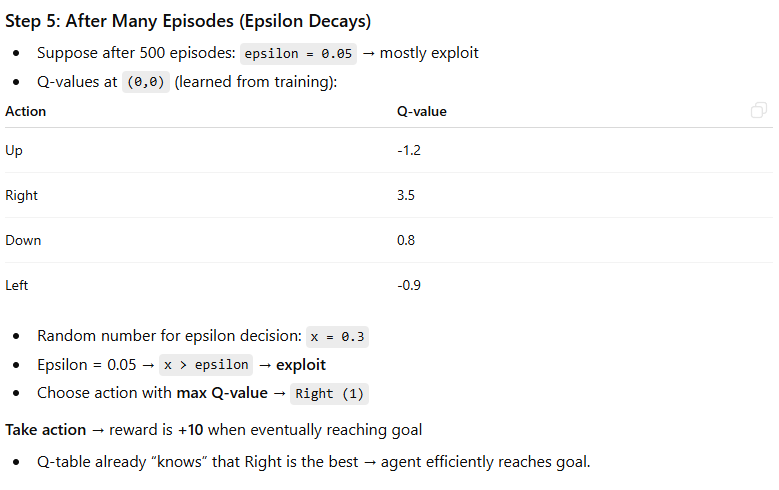 Step 5: After Many Episodes (Epsilon Decays)
• Suppose after 500 episodes: epsilon = 0.05 → mostly exploit
• Q-values at (0,0) (learned from training):
Action Q-value
Up -1.2
Right 3.5
Down 0.8
Left -0.9
• Random number for epsilon decision: x = 0.3
• Epsilon = 0.05 → x > epsilon → exploit
• Choose action with max Q-value → Right (1)
Take action → reward is +10 when eventually reaching goal
• Q-table already “knows” that Right is the best → agent efficiently reaches goal.